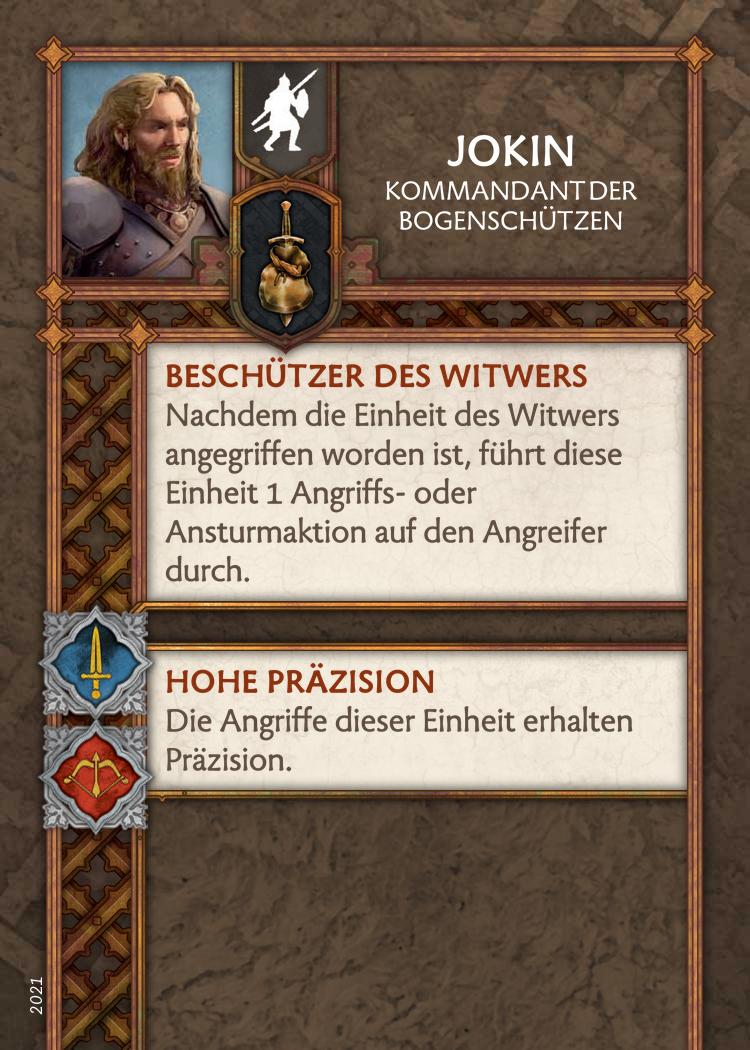 JOKIN
KOMMANDANT DER
BOGENSCHÜTZEN
BESCHÜTZER DES WITWERS
Nachdem die Einheit des Witwers
angegriffen worden ist, führt diese
Einheit 1 Angriffs- oder
Ansturmaktion auf den Angreifer
durch.
HOHE PRÄZISION
Die Angriffe dieser Einheit erhalten
Präzision.
2021